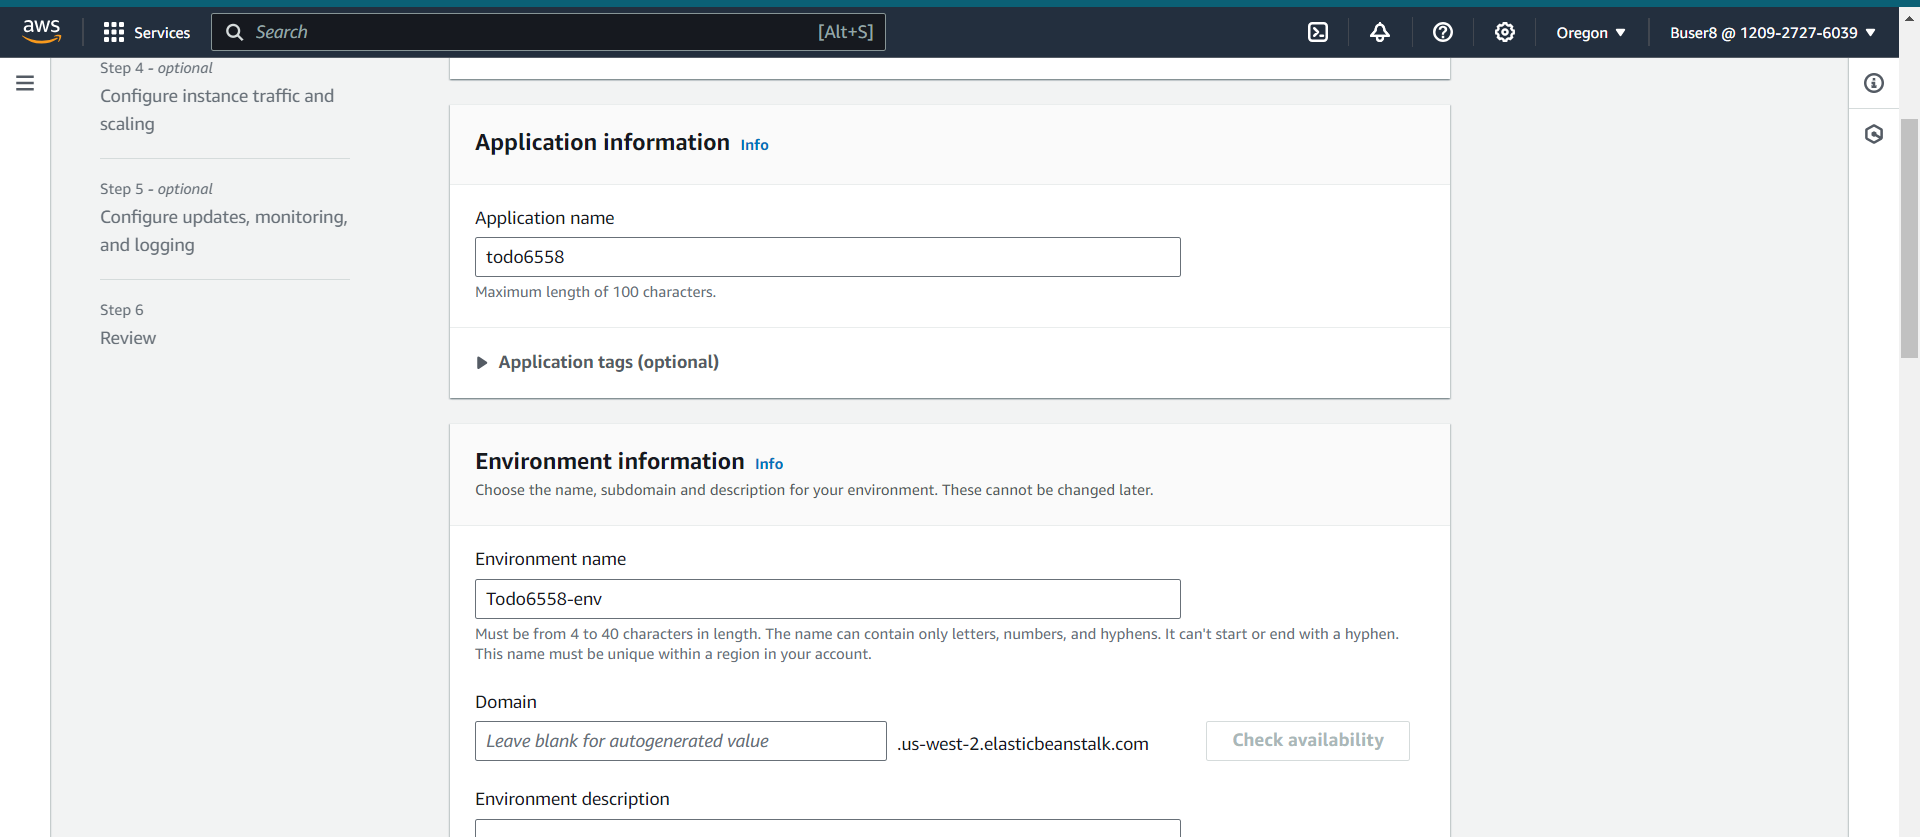 aws
Services
Search
[Alt+S]
Oregon
Buser8 @ 1209-2727-6039
Step 4 - optional
Configure instance traffic and
scaling
Step 5 - optional
Configure updates, monitoring,
and logging
Step 6
Review
Application information Info
Application name
todo6558
Maximum length of 100 characters.
Application tags (optional)
Environment information Info
Choose the name, subdomain and description for your environment. These cannot be changed later.
Environment name
Todo6558-env
Must be from 4 to 40 characters in length. The name can contain only letters, numbers, and hyphens. It can't start or end with a hyphen.
This name must be unique within a region in your account.
Domain
Leave blank for autogenerated value
.us-west-2.elasticbeanstalk.com
Check availability
Environment description